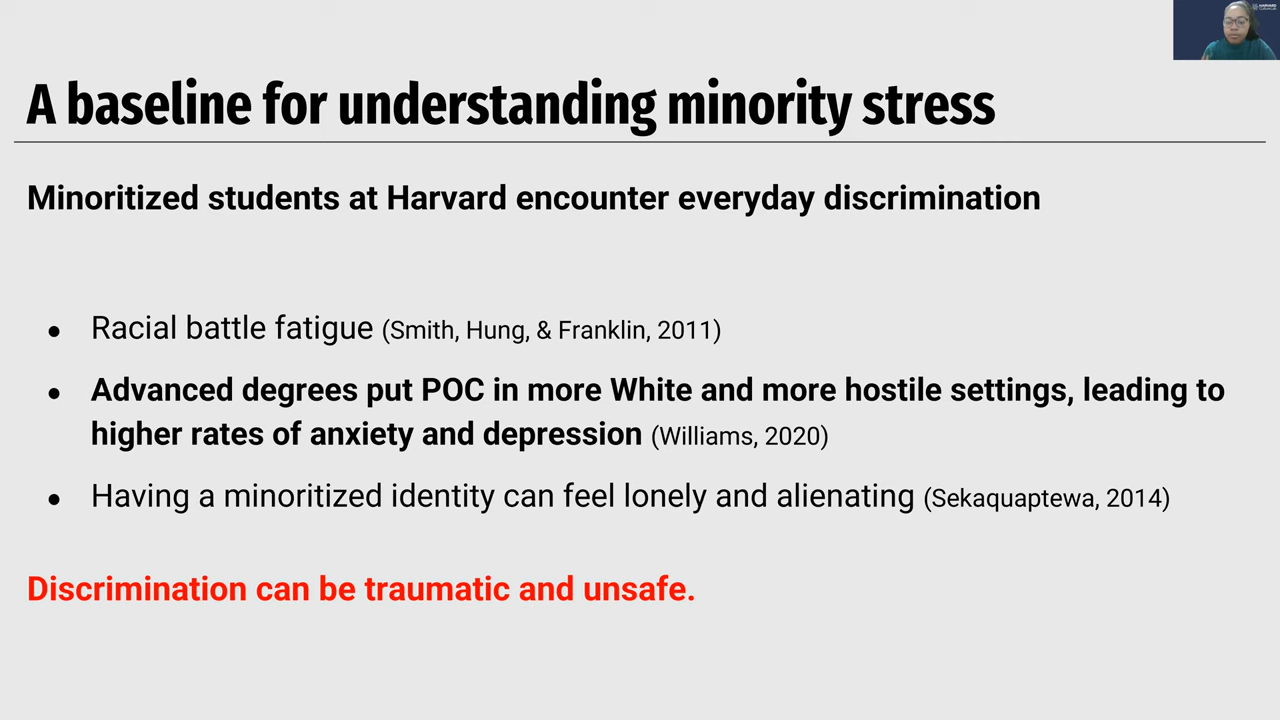 HARVARD
A baseline for understanding minority stress
Minoritized students at Harvard encounter everyday discrimination
● Racial battle fatigue (Smith, Hung, & Franklin, 2011)
● Advanced degrees put POC in more White and more hostile settings, leading to
higher rates of anxiety and depression (Williams, 2020)
● Having a minoritized identity can feel lonely and alienating (Sekaquaptewa, 2014)
Discrimination can be traumatic and unsafe.